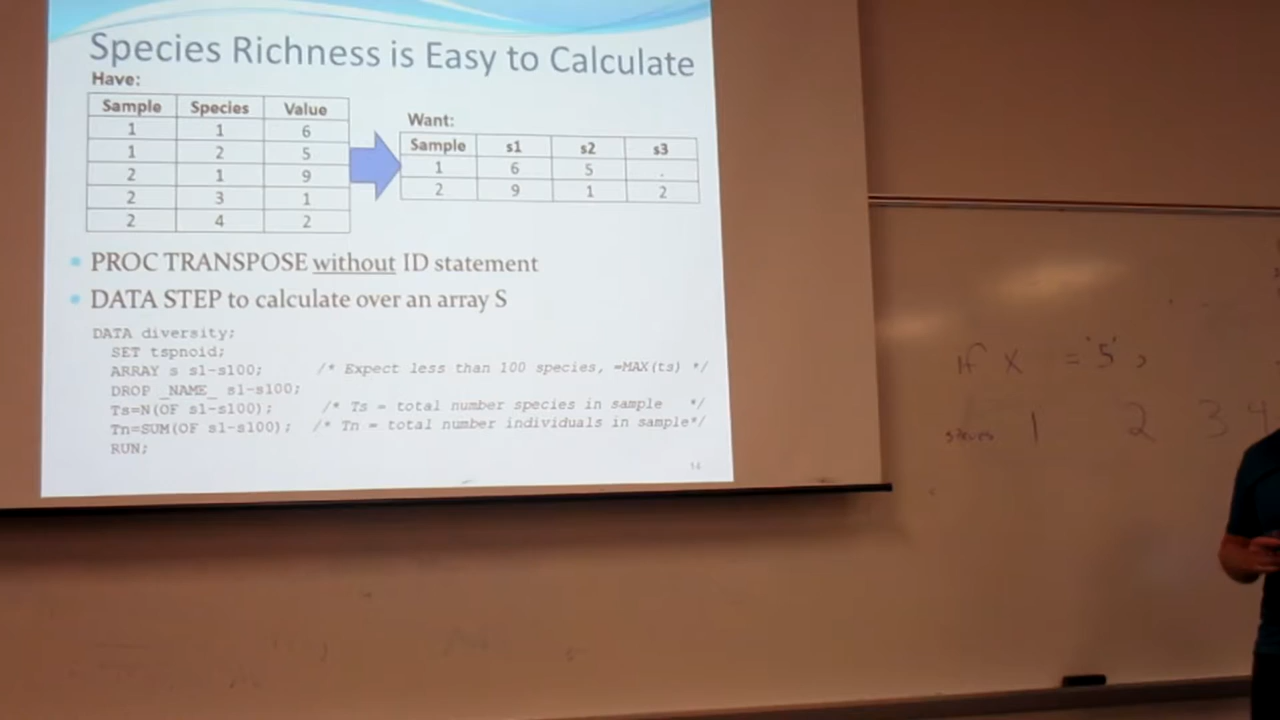 Species Richness is Easy to Calculate
Have:
Sample Species Value
1 1 6
1 2 5
2 1 9
2 3 1
2 4 2
Want:
Sample s1 s2 s3
1 6 5 .
2 9 1 2
PROC TRANSPOSE without ID statement
DATA STEP to calculate over an array S
DATA diversity;
SET tspnoid;
ARRAY s s1-s100; /* Expect less than 100 species, =MAX(ts) */
DROP _NAME_ s1-s100;
Ts=N(OF s1-s100); /* Ts = total number species in sample */
Tn=SUM(OF s1-s100); /* Tn = total number individuals in sample*/
RUN;
14
If X = '5',
1 2 3 4